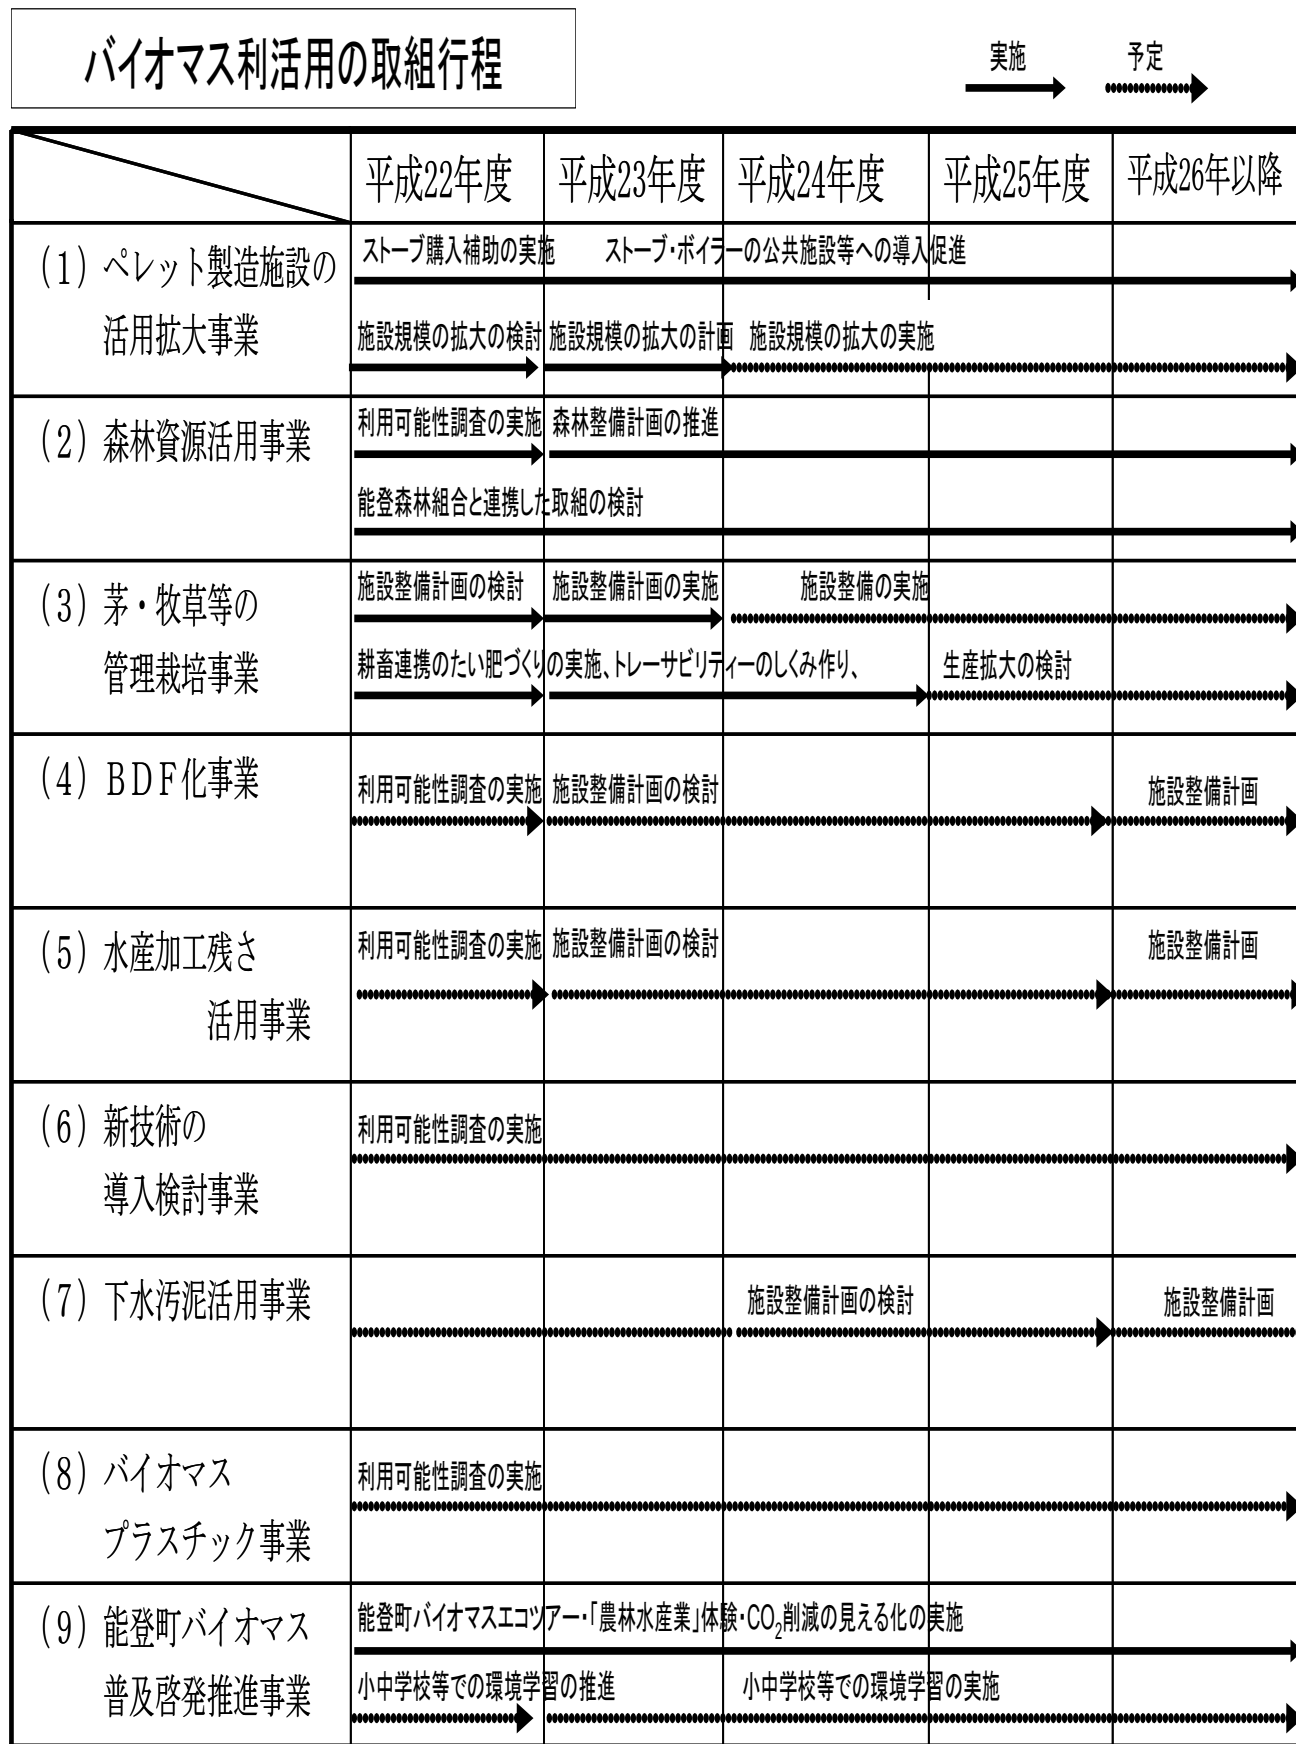 バイオマス利活用の取組行程
実施 予定
平成22年度 平成23年度 平成24年度 平成25年度 平成26年以降
(1) ペレット製造施設の
活用拡大事業
ストーブ購入補助の実施 ストーブ・ボイラーの公共施設等への導入促進
施設規模の拡大の検討 施設規模の拡大の計画 施設規模の拡大の実施
(2) 森林資源活用事業
利用可能性調査の実施 森林整備計画の推進
能登森林組合と連携した取組の検討
(3) 茅・牧草等の
管理栽培事業
施設整備計画の検討 施設整備計画の実施 施設整備の実施
耕畜連携のたい肥づくりの実施、トレーサビリティーのしくみ作り、 生産拡大の検討
(4) BDF化事業
利用可能性調査の実施 施設整備計画の検討 施設整備計画
(5) 水産加工残さ
活用事業
利用可能性調査の実施 施設整備計画の検討 施設整備計画
(6) 新技術の
導入検討事業
利用可能性調査の実施
(7) 下水汚泥活用事業
施設整備計画の検討 施設整備計画
(8) バイオマス
プラスチック事業
利用可能性調査の実施
(9) 能登町バイオマス
普及啓発推進事業
能登町バイオマスエコツアー・「農林水産業」体験・CO₂削減の見える化の実施
小中学校等での環境学習の推進 小中学校等での環境学習の実施